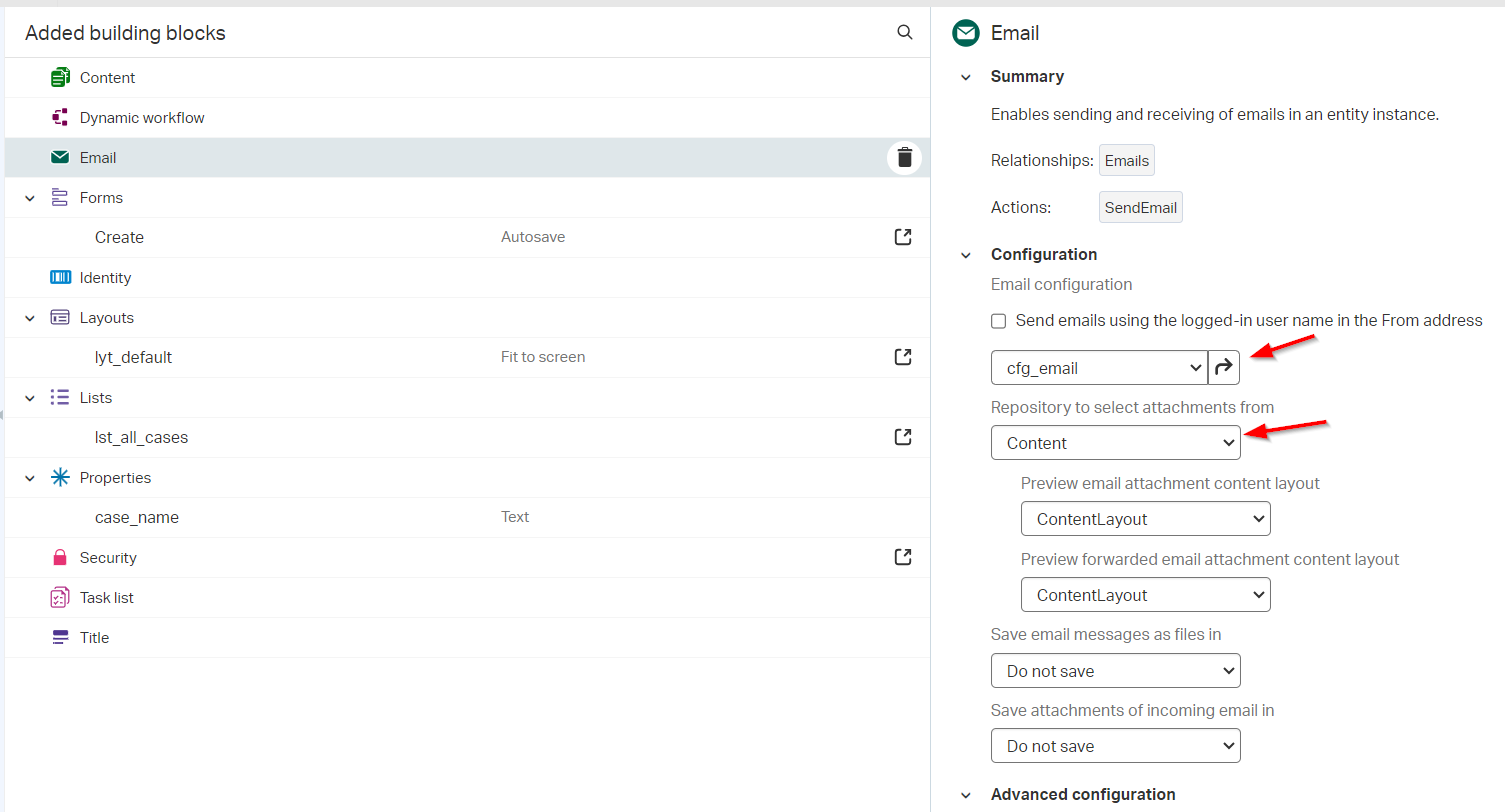 Added building blocks
Content
Dynamic workflow
Email
Forms
Create Autosave
Identity
Layouts
lyt_default Fit to screen
Lists
lst_all_cases
Properties
case_name Text
Security
Task list
Title
Email
Summary
Enables sending and receiving of emails in an entity instance.
Relationships: Emails
Actions: SendEmail
Configuration
Email configuration
Send emails using the logged-in user name in the From address
cfg_email
Repository to select attachments from
Content
Preview email attachment content layout
ContentLayout
Preview forwarded email attachment content layout
ContentLayout
Save email messages as files in
Do not save
Save attachments of incoming email in
Do not save
Advanced configuration